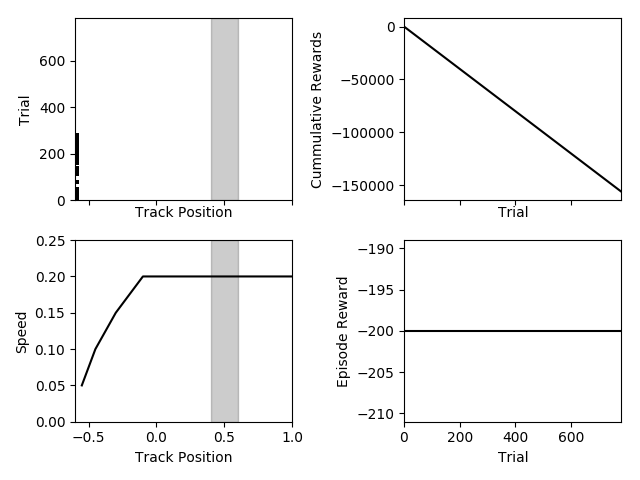 600
400
200
0
Trial
Track Position
0
−50000
−100000
−150000
Cummulative Rewards
Trial
0.25
0.20
0.15
0.10
0.05
0.00
Speed
−0.5 0.0 0.5 1.0
Track Position
−190
−195
−200
−205
−210
Episode Reward
0 200 400 600
Trial